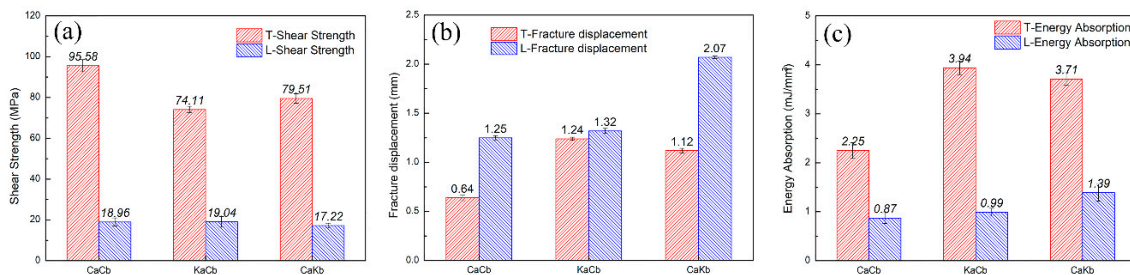 (a)
T-Shear Strength
L-Shear Strength
Shear Strength (MPa)
120
100
80
60
40
20
0
95.58
18.96
74.11
19.04
79.51
17.22
CaCb KaCb CaKb
(b)
T-Fracture displacement
L-Fracture displacement
Fracture displacement (mm)
2.5
2.0
1.5
1.0
0.5
0.0
0.64
1.25
1.24
1.32
1.12
2.07
CaCb KaCb CaKb
(c)
T-Energy Absorption
L-Energy Absorption
Energy Absorption (mJ/mm²)
5
4
3
2
1
0
2.25
0.87
3.94
0.99
3.71
1.39
CaCb KaCb CaKb